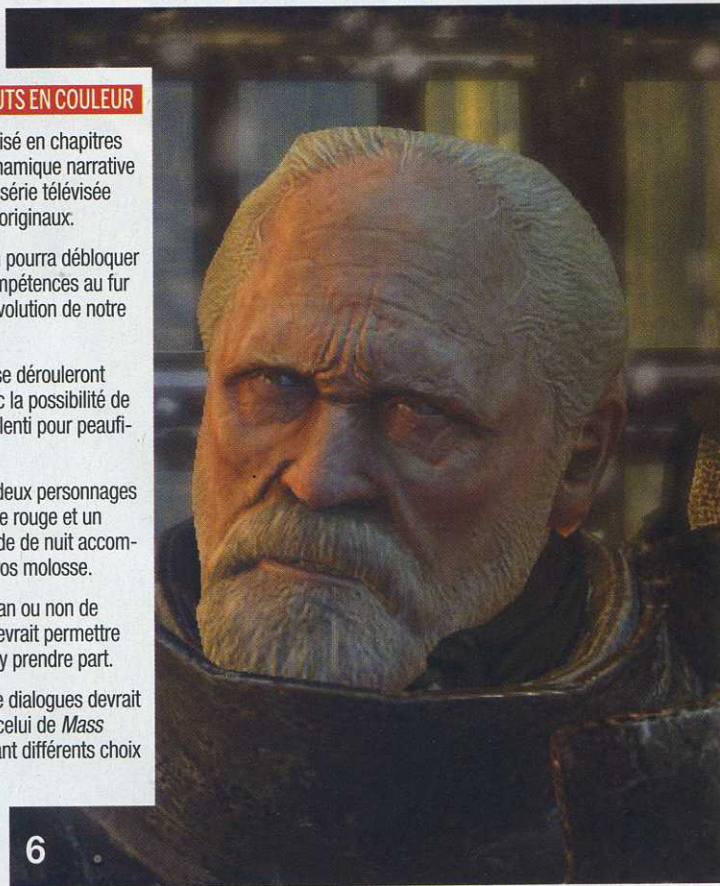 UTS EN COULEUR
isé en chapitres
namique narrative
série télévisée
originaux.
pourra débloquer
mpétences au fur
volution de notre
se dérouleront
c la possibilité de
lenti pour peaufi-
deux personnages
e rouge et un
de de nuit accom-
os molosse.
an ou non de
evrait permettre
y prendre part.
e dialogues devrait
celui de Mass
ant différents choix
6